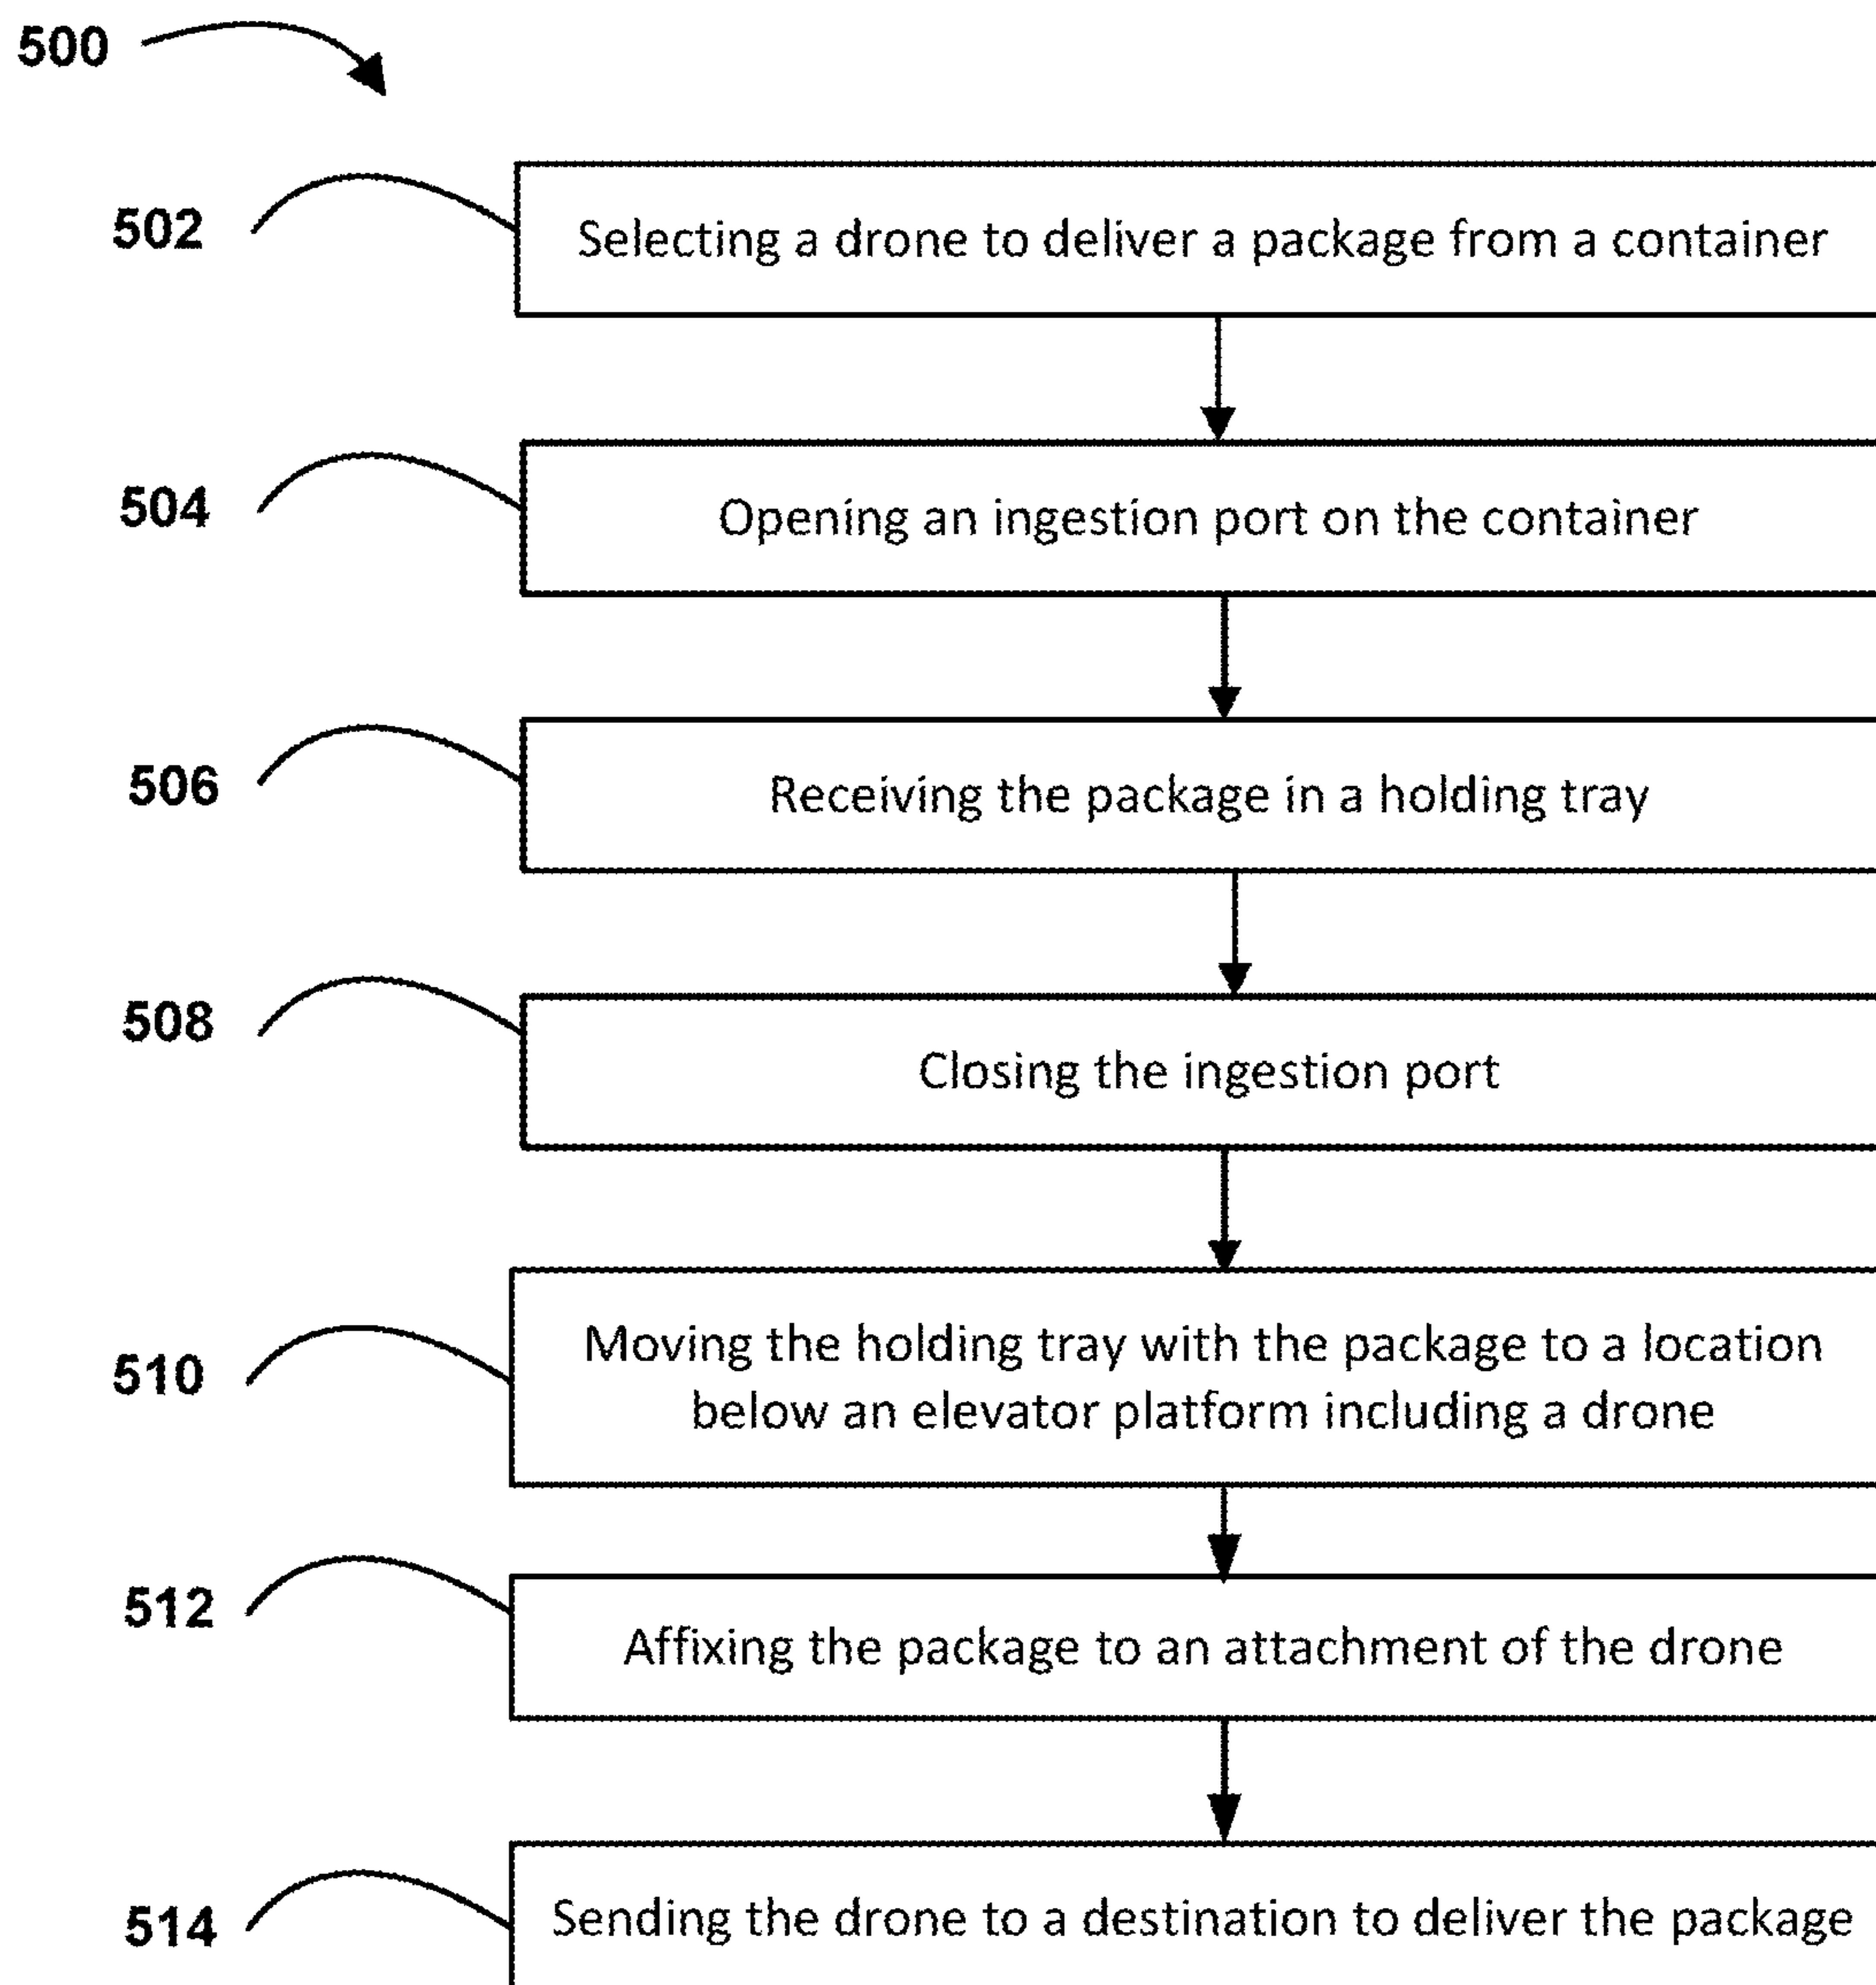 500
502
Selecting a drone to deliver a package from a container
504
Opening an ingestion port on the container
506
Receiving the package in a holding tray
508
Closing the ingestion port
510
Moving the holding tray with the package to a location
below an elevator platform including a drone
512
Affixing the package to an attachment of the drone
514
Sending the drone to a destination to deliver the package